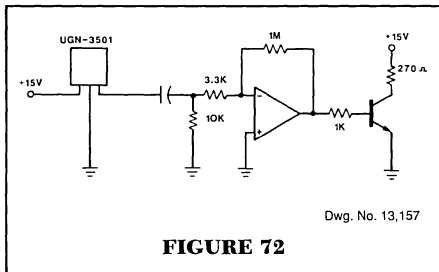 UGN-3501
+15V
1M
3.3K
10K
−
+
1K
+15V
270 Ω
Dwg. No. 13,157
FIGURE 72